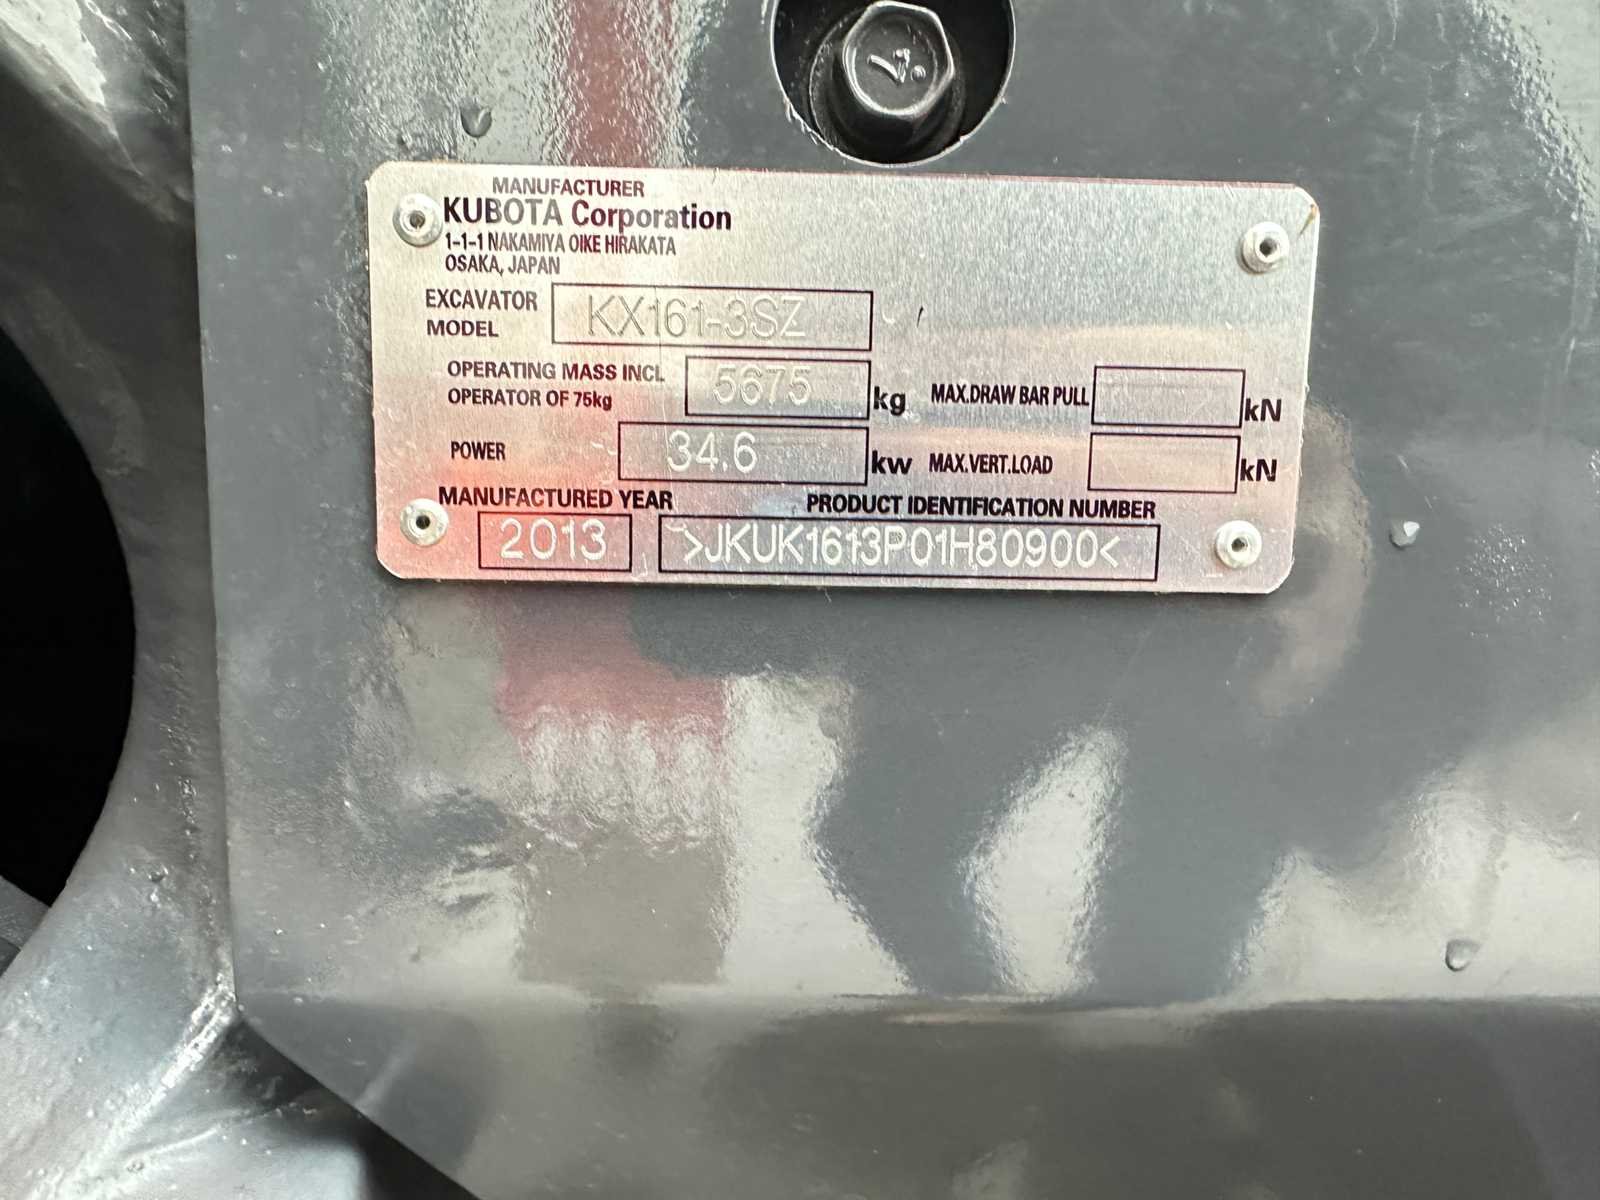 MANUFACTURER
KUBOTA Corporation
1-1-1 NAKAMIYA OIKE HIRAKATA
OSAKA, JAPAN
EXCAVATOR MODEL KX161-3SZ
OPERATING MASS INCL OPERATOR OF 75kg 5675 kg MAX.DRAW BAR PULL kN
POWER 34.6 kw MAX.VERT.LOAD kN
MANUFACTURED YEAR PRODUCT IDENTIFICATION NUMBER
2013 >JKUK1613P01H80900<